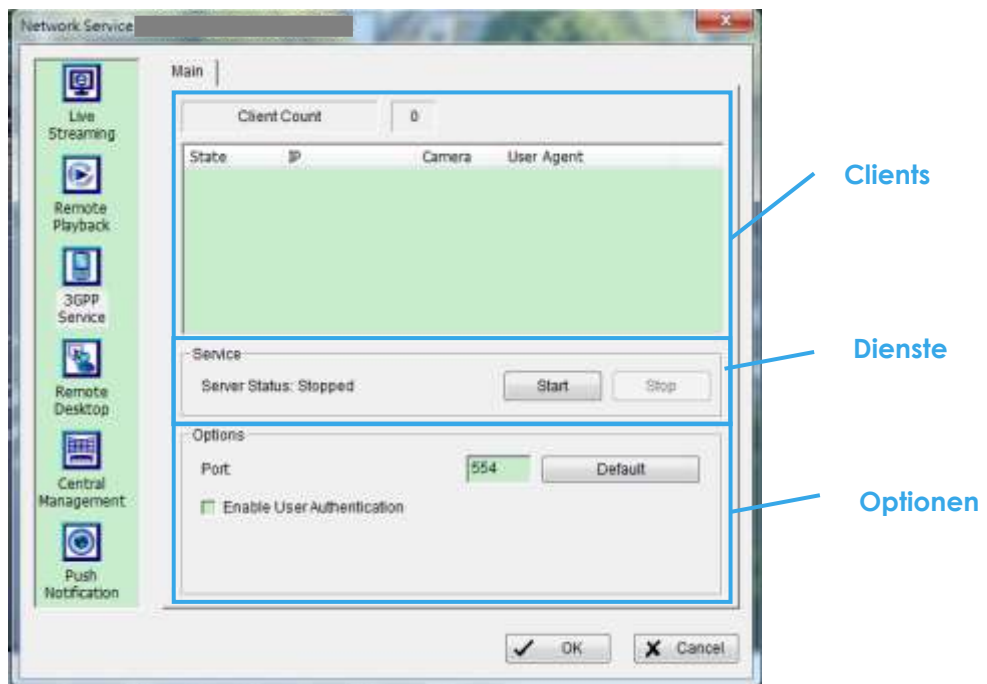 Network Service
Live
Streaming
Remote
Playback
3GPP
Service
Remote
Desktop
Central
Management
Push
Notification
Main
Client Count 0
State IP Camera User Agent
Service
Server Status: Stopped Start Stop
Options
Port 554 Default
Enable User Authentication
OK Cancel
Clients
Dienste
Optionen